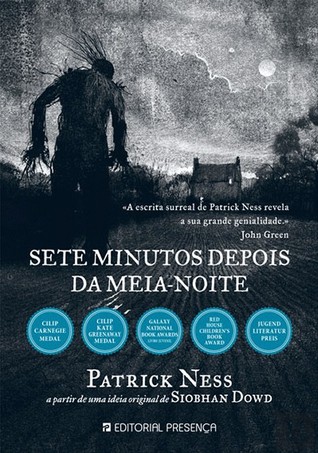 «A escrita surreal de Patrick Ness revela
a sua grande genialidade.»
John Green
SETE MINUTOS DEPOIS
DA MEIA-NOITE
CILIP
CARNEGIE
MEDAL
CILIP
KATE
GREENAWAY
MEDAL
GALAXY
NATIONAL
BOOK AWARDS
RED
HOUSE
CHILDREN'S
BOOK
AWARD
JUGEND
LITERATUR
PREIS
PATRICK NESS
a partir de uma ideia original de SIOBHAN DOWD
EDITORIAL PRESENÇA